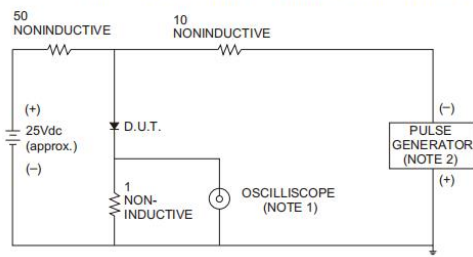 50
NONINDUCTIVE
10
NONINDUCTIVE
(+)
25Vdc
(approx.)
(–)
D.U.T.
1
NON-
INDUCTIVE
OSCILLISCOPE
(NOTE 1)
(–)
PULSE
GENERATOR
(NOTE 2)
(+)